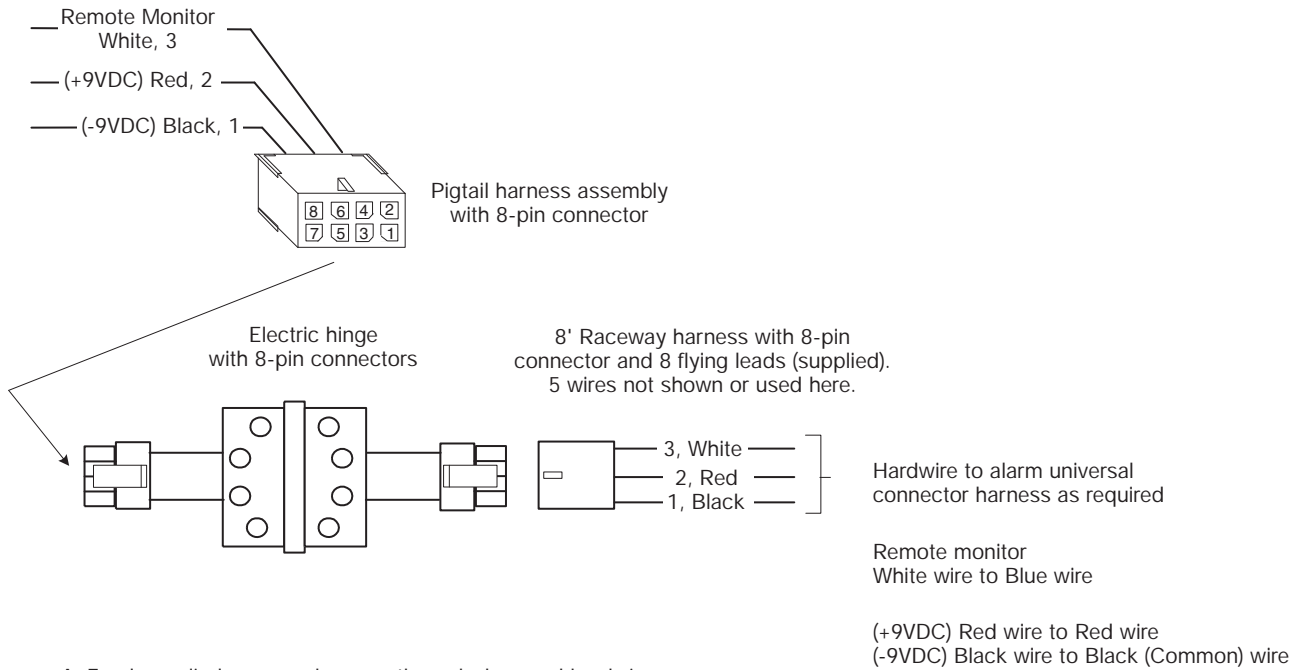 Remote Monitor
White, 3
(+9VDC) Red, 2
(-9VDC) Black, 1
8 6 4 2
7 5 3 1
Pigtail harness assembly
with 8-pin connector
Electric hinge
with 8-pin connectors
8' Raceway harness with 8-pin
connector and 8 flying leads (supplied).
5 wires not shown or used here.
3, White
2, Red
1, Black
Hardwire to alarm universal
connector harness as required
Remote monitor
White wire to Blue wire
(+9VDC) Red wire to Red wire
(-9VDC) Black wire to Black (Common) wire